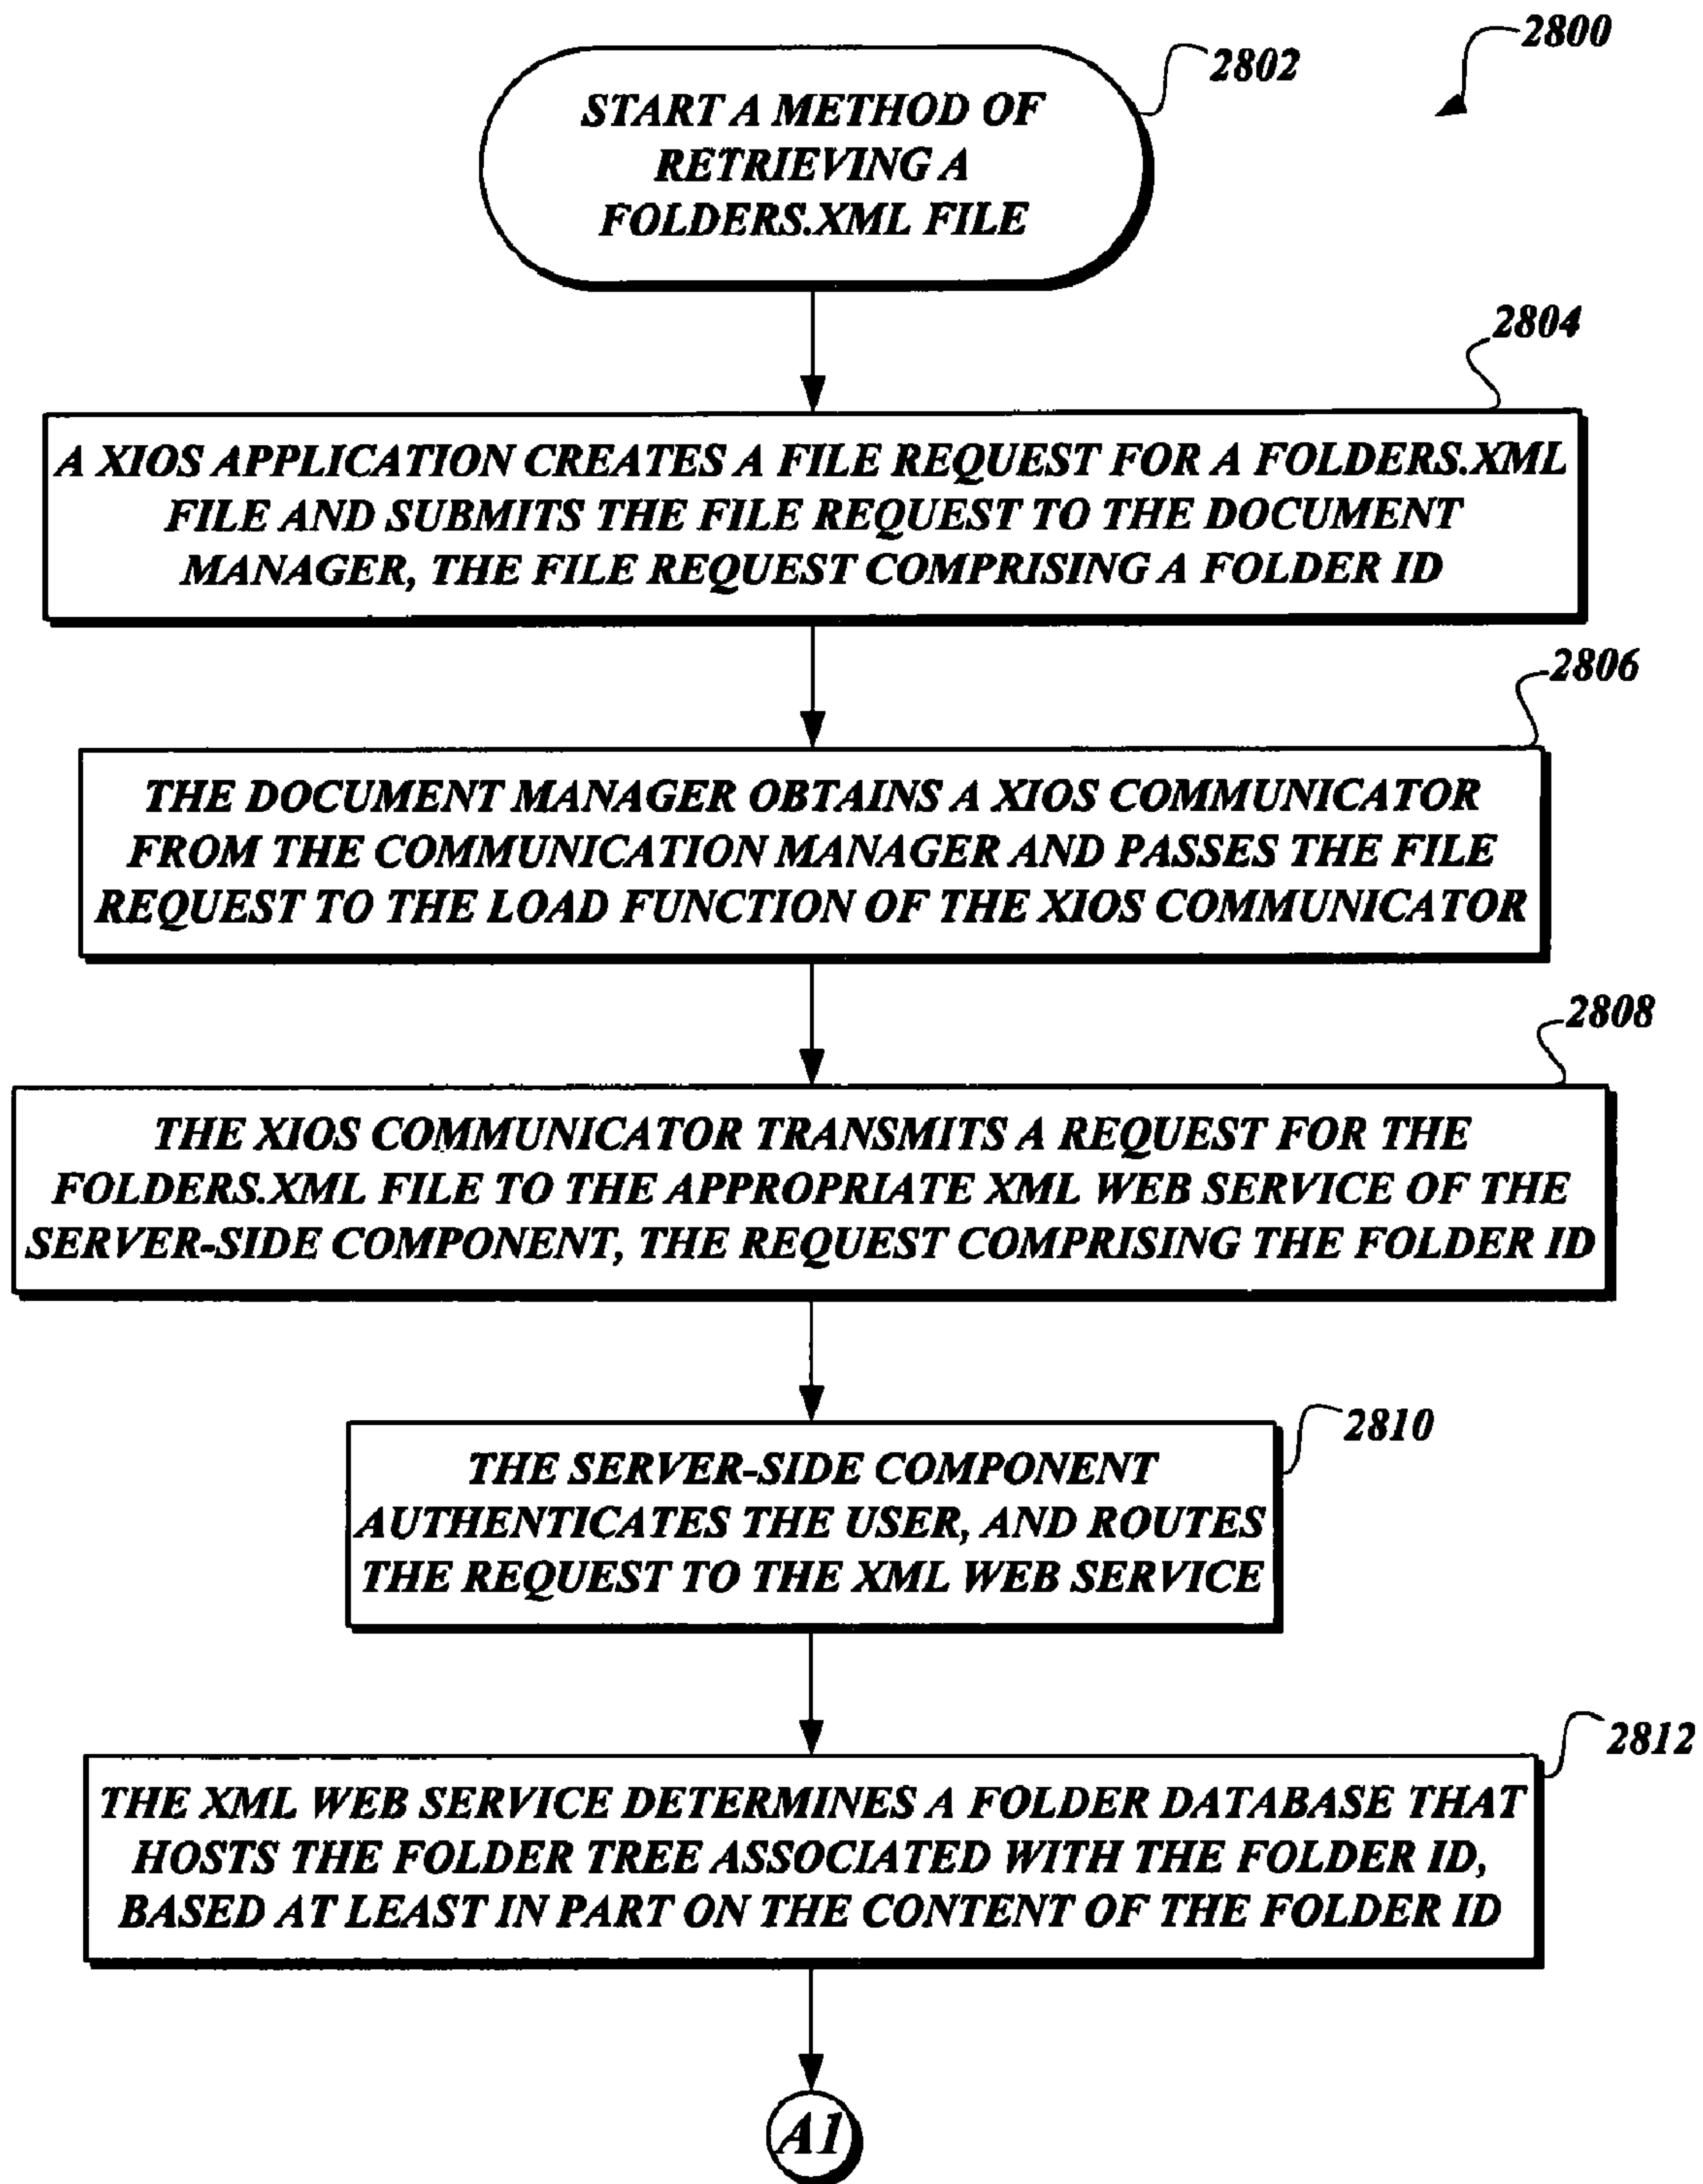 2800
2802
START A METHOD OF
RETRIEVING A
FOLDERS.XML FILE
2804
A XIOS APPLICATION CREATES A FILE REQUEST FOR A FOLDERS.XML
FILE AND SUBMITS THE FILE REQUEST TO THE DOCUMENT
MANAGER, THE FILE REQUEST COMPRISING A FOLDER ID
2806
THE DOCUMENT MANAGER OBTAINS A XIOS COMMUNICATOR
FROM THE COMMUNICATION MANAGER AND PASSES THE FILE
REQUEST TO THE LOAD FUNCTION OF THE XIOS COMMUNICATOR
2808
THE XIOS COMMUNICATOR TRANSMITS A REQUEST FOR THE
FOLDERS.XML FILE TO THE APPROPRIATE XML WEB SERVICE OF THE
SERVER-SIDE COMPONENT, THE REQUEST COMPRISING THE FOLDER ID
2810
THE SERVER-SIDE COMPONENT
AUTHENTICATES THE USER, AND ROUTES
THE REQUEST TO THE XML WEB SERVICE
2812
THE XML WEB SERVICE DETERMINES A FOLDER DATABASE THAT
HOSTS THE FOLDER TREE ASSOCIATED WITH THE FOLDER ID,
BASED AT LEAST IN PART ON THE CONTENT OF THE FOLDER ID
A1